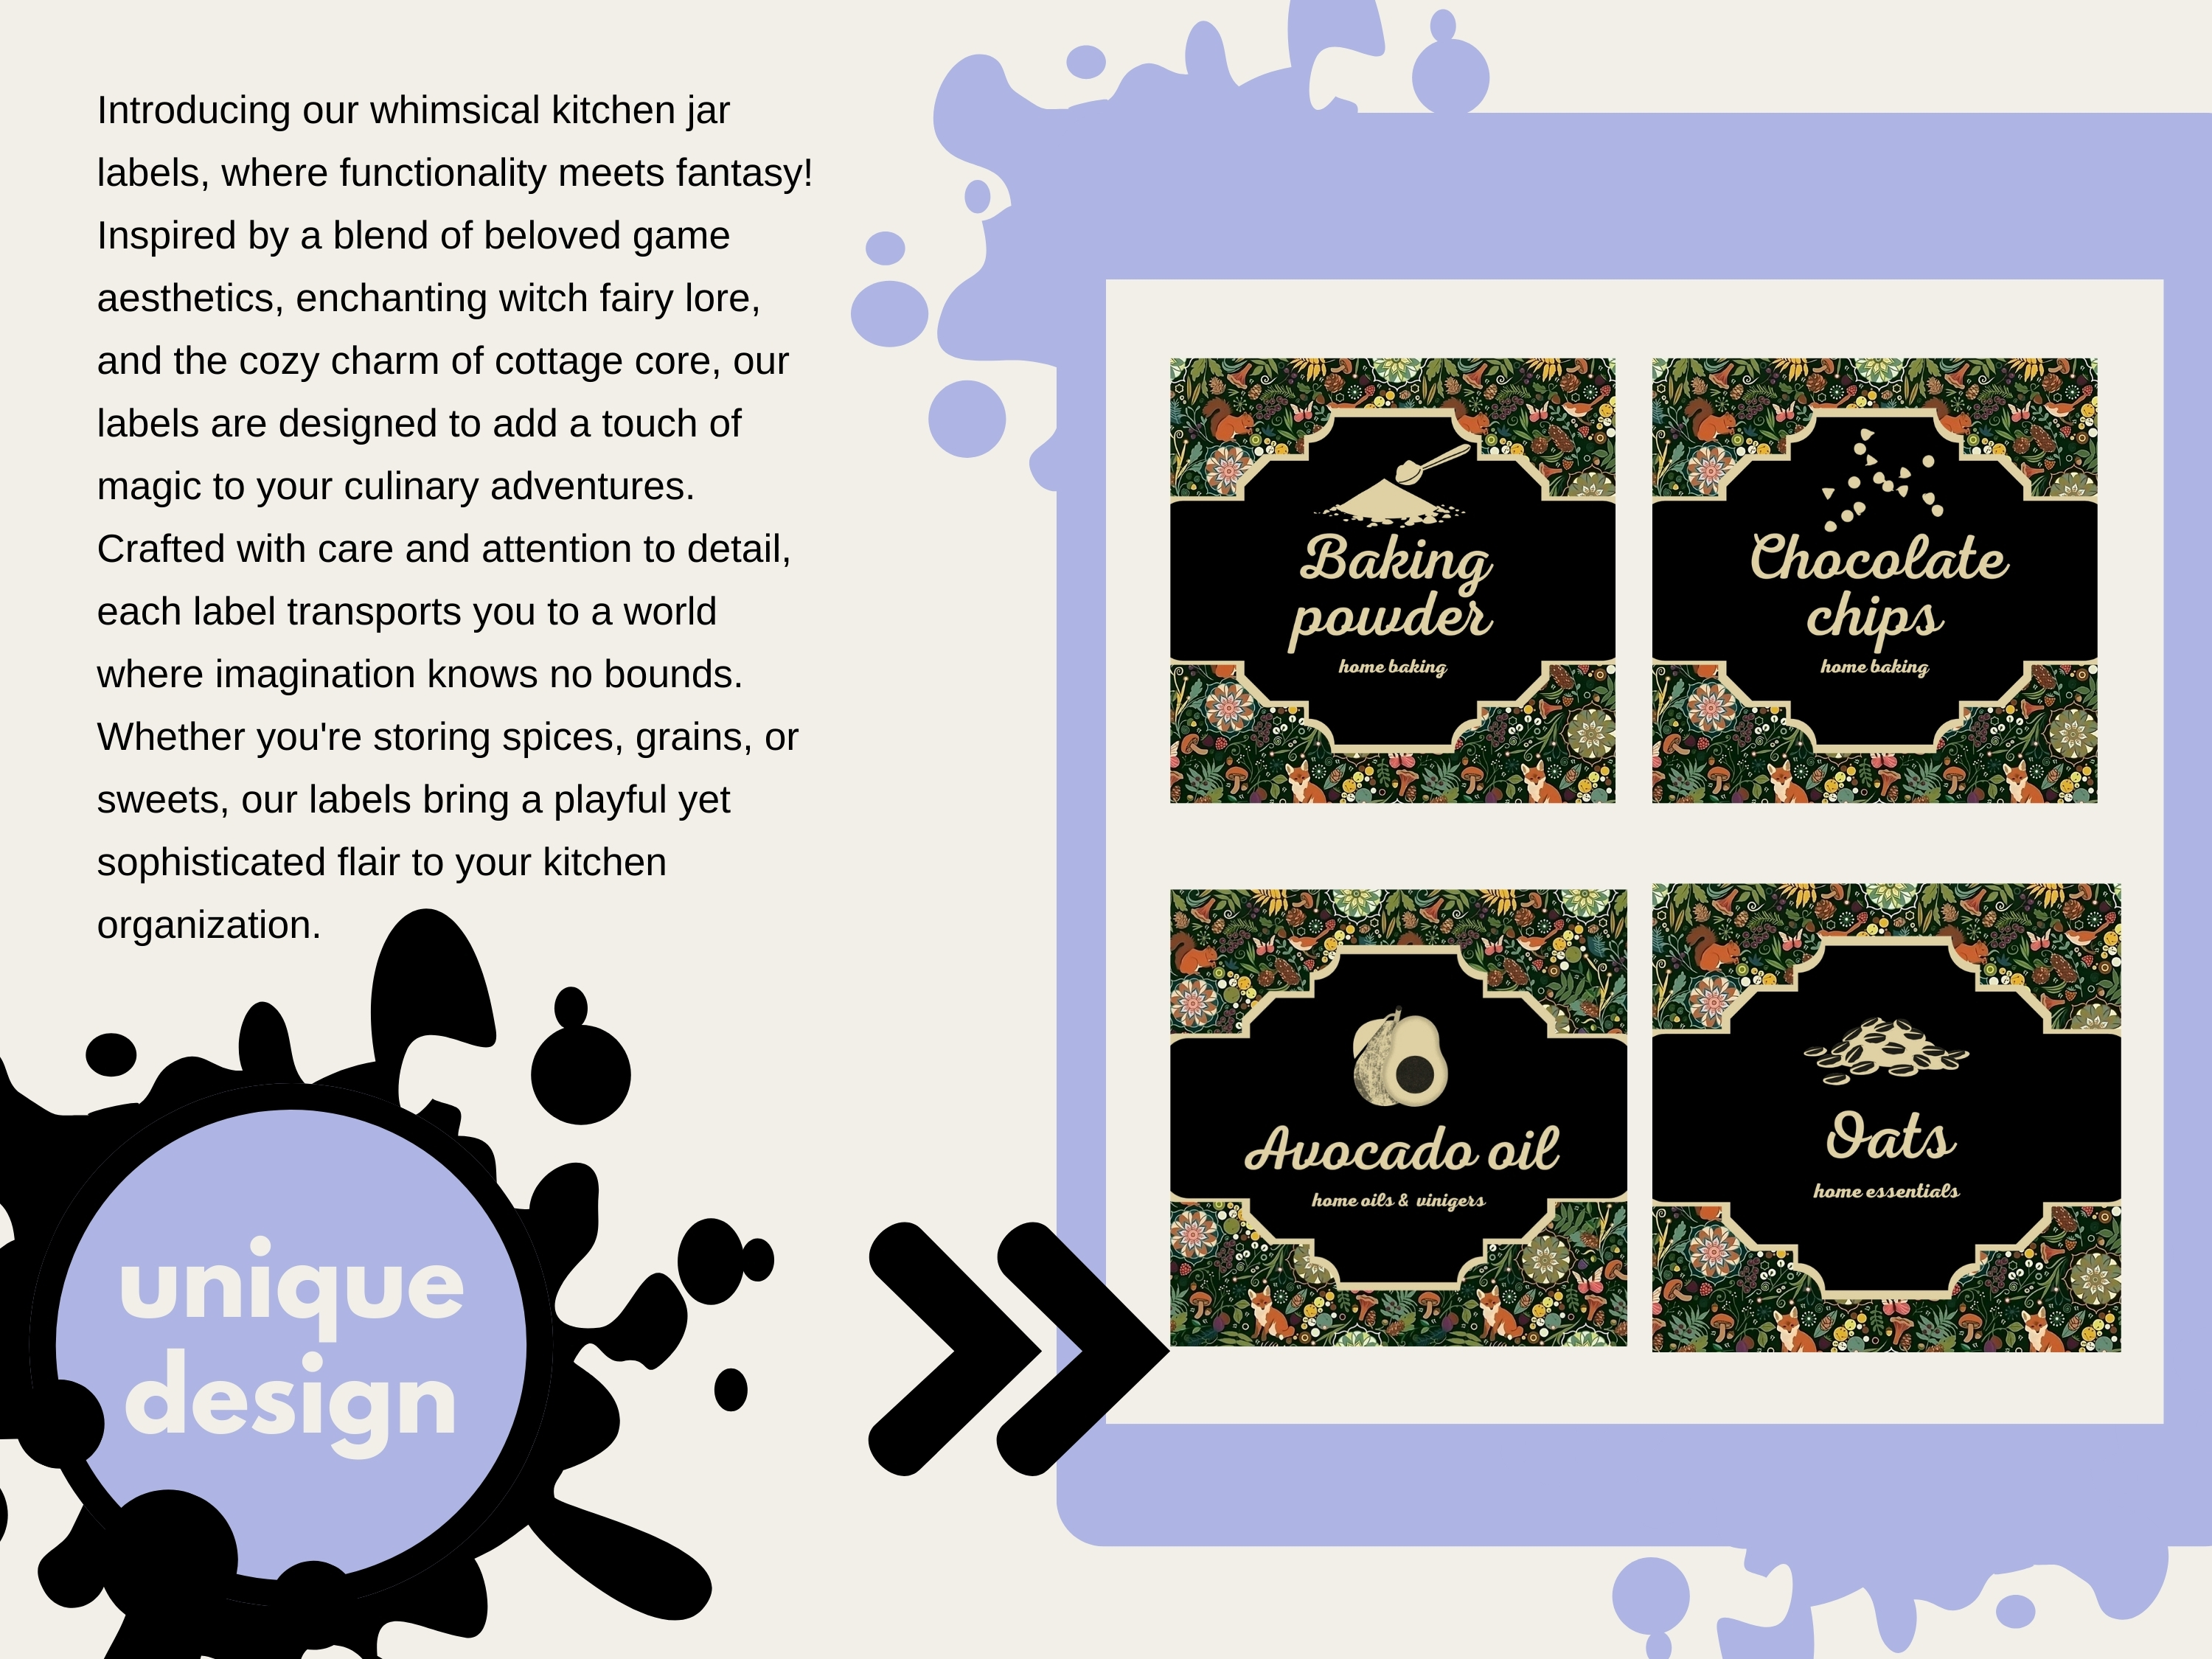 Introducing our whimsical kitchen jar
labels, where functionality meets fantasy!
Inspired by a blend of beloved game
aesthetics, enchanting witch fairy lore,
and the cozy charm of cottage core, our
labels are designed to add a touch of
magic to your culinary adventures.
Crafted with care and attention to detail,
each label transports you to a world
where imagination knows no bounds.
Whether you're storing spices, grains, or
sweets, our labels bring a playful yet
sophisticated flair to your kitchen
organization.
unique
design
Baking
powder
home baking
Chocolate
chips
home baking
Avocado oil
home oils & vinigers
Oats
home essentials